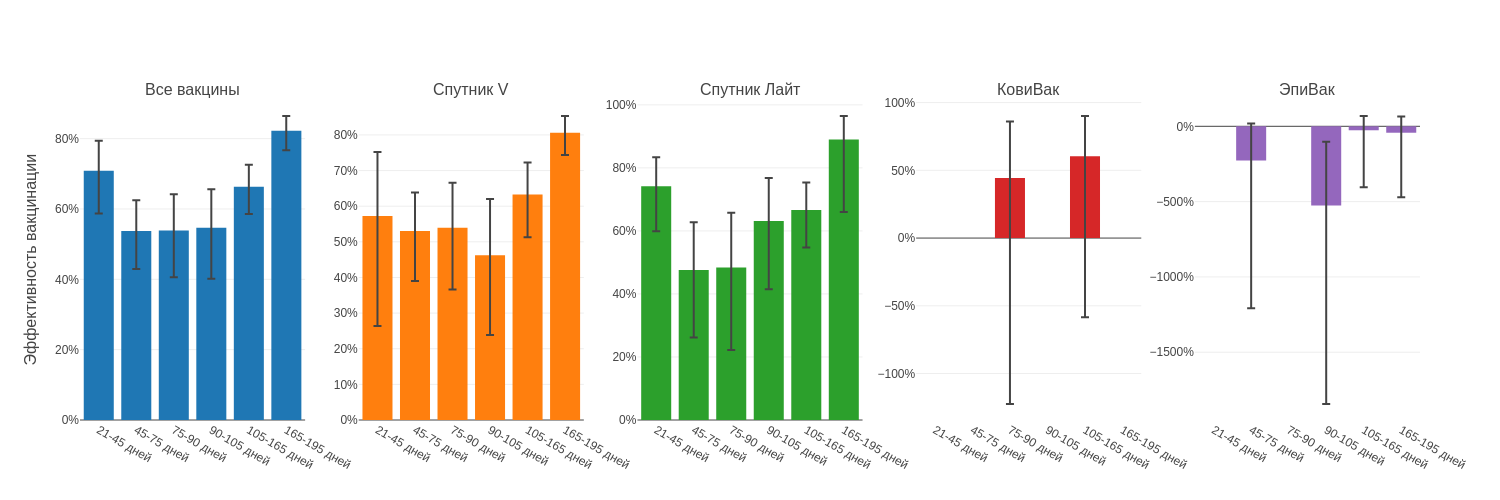 Все вакцины
Спутник V
Спутник Лайт
КовиВак
ЭпиВак
Эффективность вакцинации
80%
60%
40%
20%
0%
21-45 дней
45-75 дней
75-90 дней
90-105 дней
105-165 дней
165-195 дней
80%
70%
60%
50%
40%
30%
20%
10%
0%
21-45 дней
45-75 дней
75-90 дней
90-105 дней
105-165 дней
165-195 дней
100%
80%
60%
40%
20%
0%
21-45 дней
45-75 дней
75-90 дней
90-105 дней
105-165 дней
165-195 дней
100%
50%
0%
−50%
−100%
21-45 дней
45-75 дней
75-90 дней
90-105 дней
105-165 дней
165-195 дней
0%
−500%
−1000%
−1500%
21-45 дней
45-75 дней
75-90 дней
90-105 дней
105-165 дней
165-195 дней